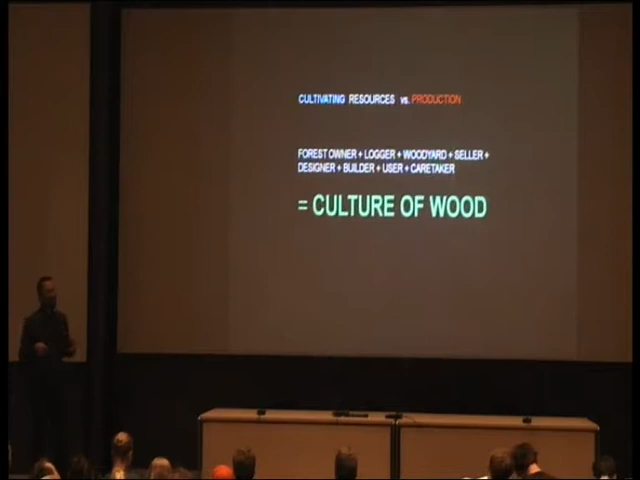 CULTIVATING RESOURCES vs. PRODUCTION
FOREST OWNER + LOGGER + WOODYARD + SELLER +
DESIGNER + BUILDER + USER + CARETAKER
= CULTURE OF WOOD